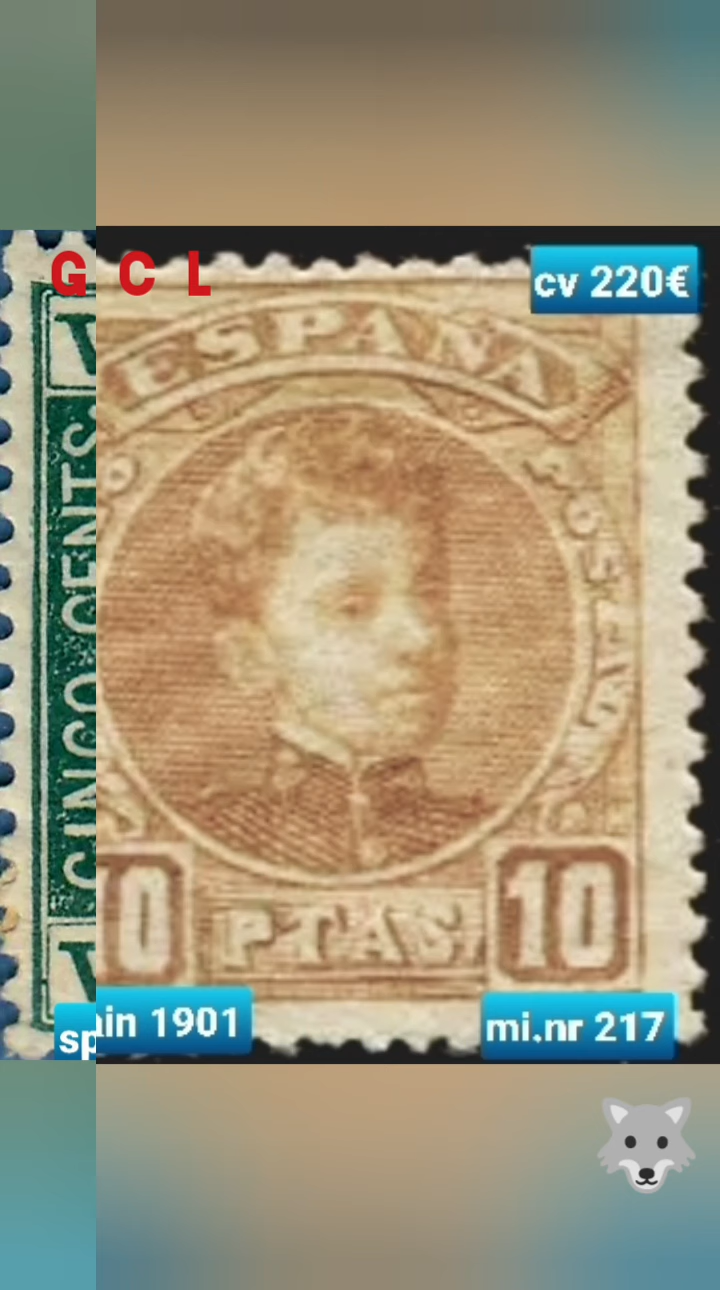 G C L
cv 220€
ESPAÑA
CINCO CENTS
10 PTAS. 10
sp
ain 1901
mi.nr 217